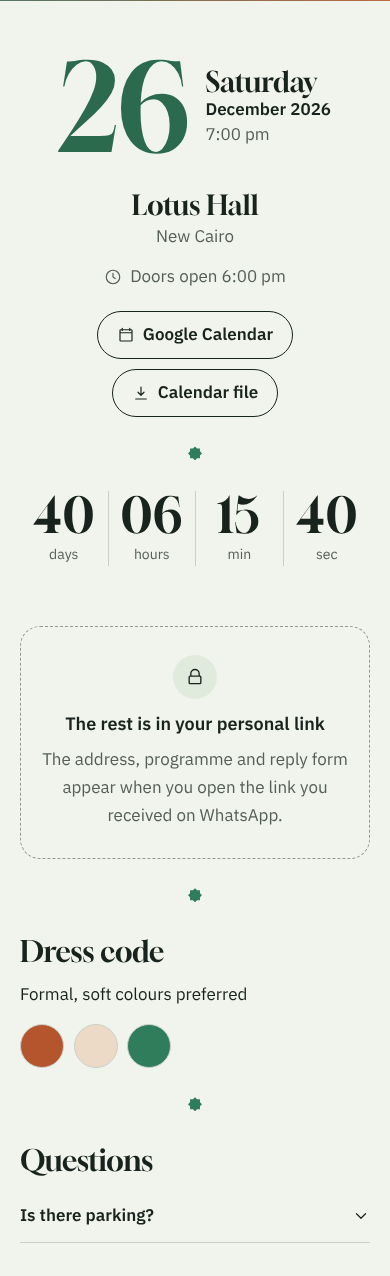 26
Saturday
December 2026
7:00 pm
Lotus Hall
New Cairo
Doors open 6:00 pm
Google Calendar
Calendar file
40 06 15 40
days hours min sec
The rest is in your personal link
The address, programme and reply form
appear when you open the link you
received on WhatsApp.
Dress code
Formal, soft colours preferred
Questions
Is there parking?